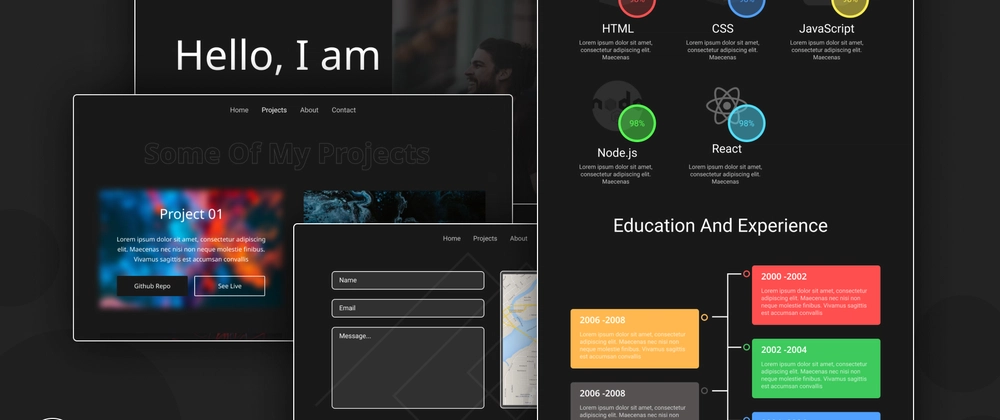 Hello, I am
Home Projects About Contact
Some Of My Projects
Project 01
Lorem ipsum dolor sit amet, consectetur adipiscing
elit. Maecenas nec nisi non neque finibus.
Vivamus sagittis est accumsan convallis
Github Repo
See Live
Home Projects About
Name
Email
Message...
98%
98%
98%
HTML
Lorem ipsum dolor sit amet,
consectetur adipiscing elit.
Maecenas
CSS
Lorem ipsum dolor sit amet,
consectetur adipiscing elit.
Maecenas
JavaScript
Lorem ipsum dolor sit amet,
consectetur adipiscing elit.
Maecenas
node
98%
Node.js
Lorem ipsum dolor sit amet,
consectetur adipiscing elit.
Maecenas
98%
React
Lorem ipsum dolor sit amet,
consectetur adipiscing elit.
Maecenas
Education And Experience
2000 -2002
Lorem ipsum dolor sit amet, consectetur
adipiscing elit. Maecenas nec nisi non
neque finibus. Vivamus sagittis est
accumsan convallis
2006 -2008
Lorem ipsum dolor sit amet, consectetur
adipiscing elit. Maecenas nec nisi non
neque finibus. Vivamus sagittis est
accumsan convallis
2002 -2004
Lorem ipsum dolor sit amet, consectetur
adipiscing elit. Maecenas nec nisi non
neque finibus. Vivamus sagittis est
accumsan convallis
2006 -2008
Lorem ipsum dolor sit amet, consectetur
adipiscing elit. Maecenas nec nisi non